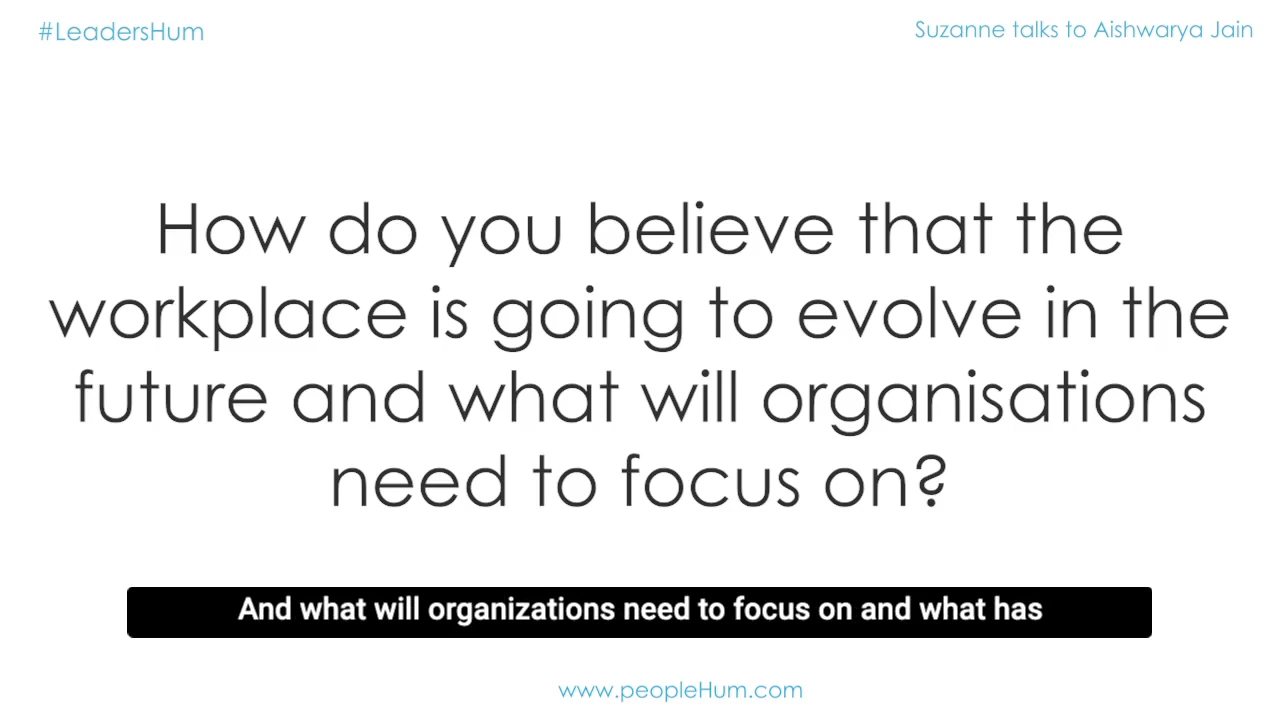 #LeadersHum
Suzanne talks to Aishwarya Jain
How do you believe that the
workplace is going to evolve in the
future and what will organisations
need to focus on?
And what will organizations need to focus on and what has
www.peopleHum.com